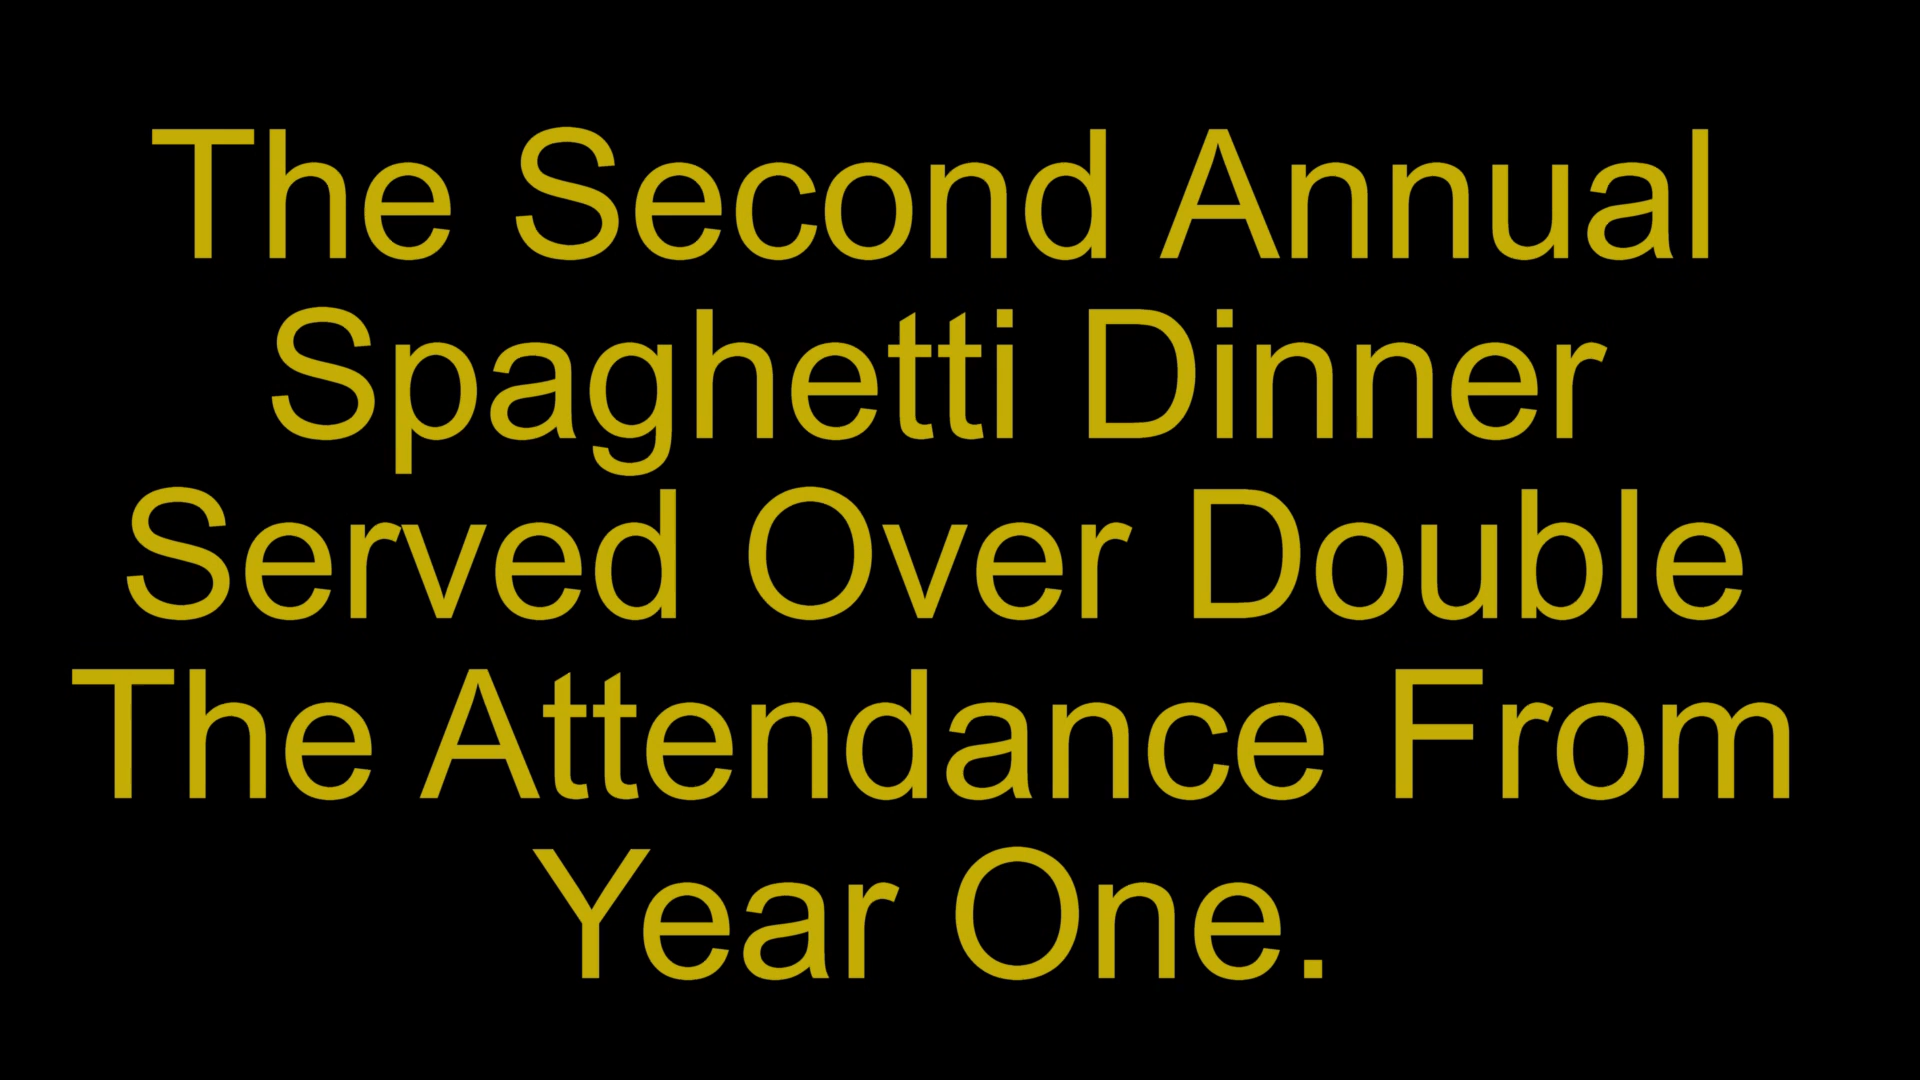 The Second Annual
Spaghetti Dinner
Served Over Double
The Attendance From
Year One.